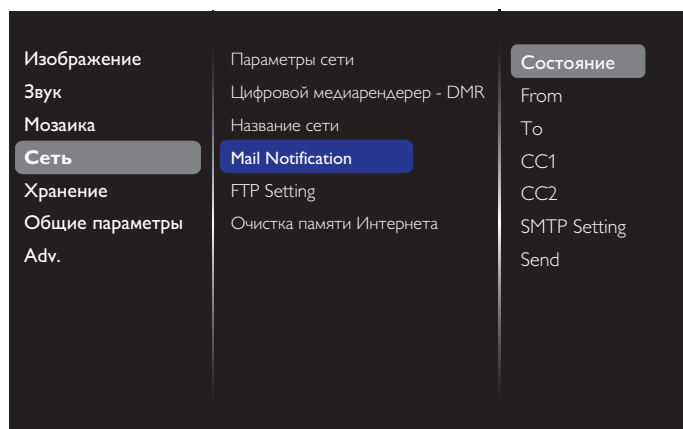 Изображение
Звук
Мозаика
Сеть
Хранение
Общие параметры
Adv.
Параметры сети
Цифровой медиарендерер - DMR
Название сети
Mail Notification
FTP Setting
Очистка памяти Интернета
Состояние
From
To
CC1
CC2
SMTP Setting
Send